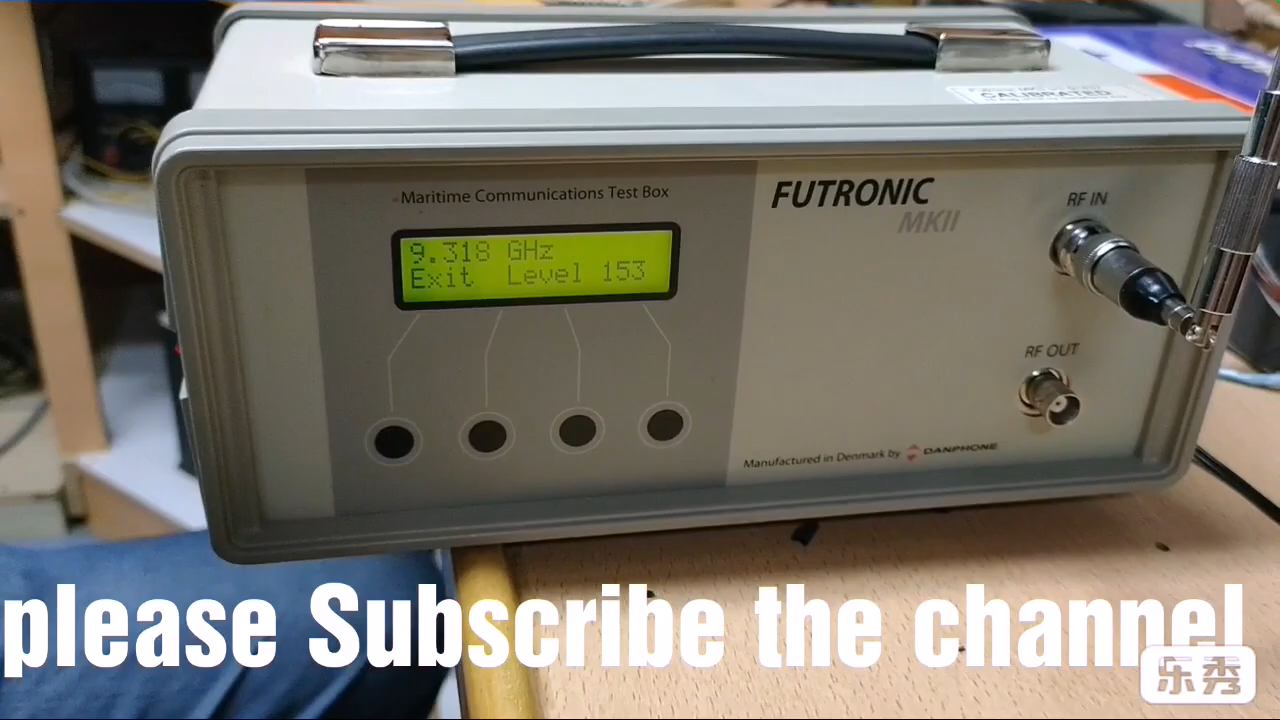 CALIBRATED
Maritime Communications Test Box
FUTRONIC
MKII
RF IN
9.318 GHz
Exit Level 153
RF OUT
Manufactured in Denmark by DANPHONE
please Subscribe the channel
乐秀